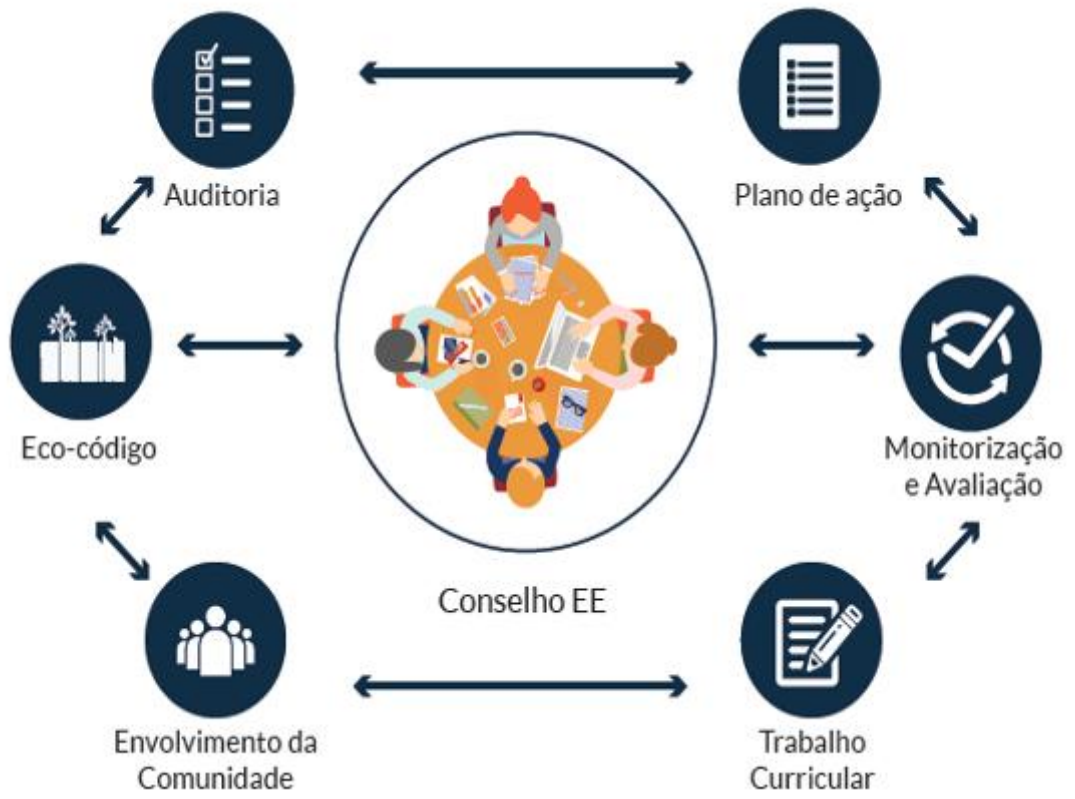 Auditoria
Plano de ação
Eco-código
Monitorização
e Avaliação
Conselho EE
Envolvimento da
Comunidade
Trabalho
Curricular